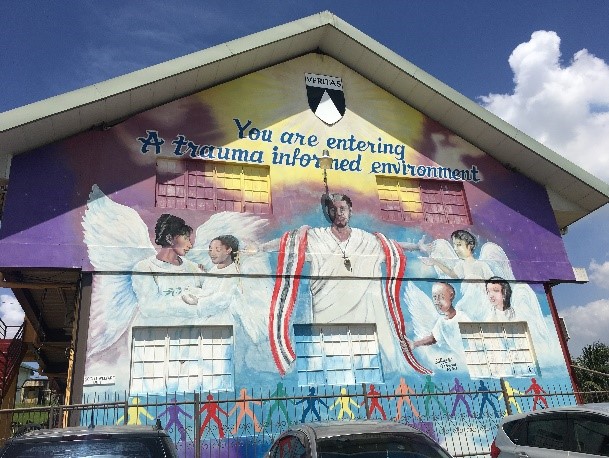 VERITAS
You are entering
A trauma informed environment